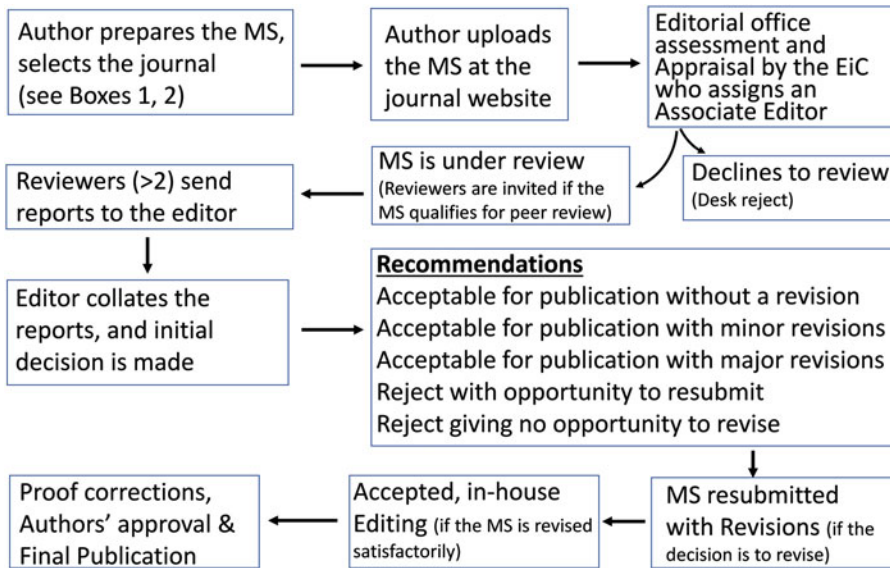 Author prepares the MS,
selects the journal
(see Boxes 1, 2)
Author uploads
the MS at the
journal website
Editorial office
assessment and
Appraisal by the EiC
who assigns an
Associate Editor
Declines to review
(Desk reject)
MS is under review
(Reviewers are invited if the
MS qualifies for peer review)
Reviewers (>2) send
reports to the editor
Editor collates the
reports, and initial
decision is made
Recommendations
Acceptable for publication without a revision
Acceptable for publication with minor revisions
Acceptable for publication with major revisions
Reject with opportunity to resubmit
Reject giving no opportunity to revise
MS resubmitted
with Revisions (if the
decision is to revise)
Accepted, in-house
Editing (if the MS is revised
satisfactorily)
Proof corrections,
Authors’ approval &
Final Publication